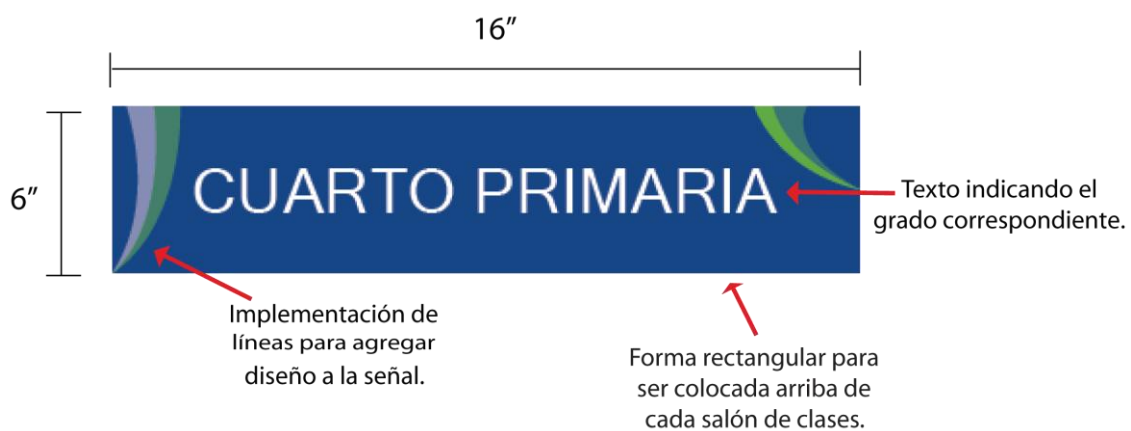 16”
6”
CUARTO PRIMARIA
Texto indicando el
grado correspondiente.
Implementación de
líneas para agregar
diseño a la señal.
Forma rectangular para
ser colocada arriba de
cada salón de clases.